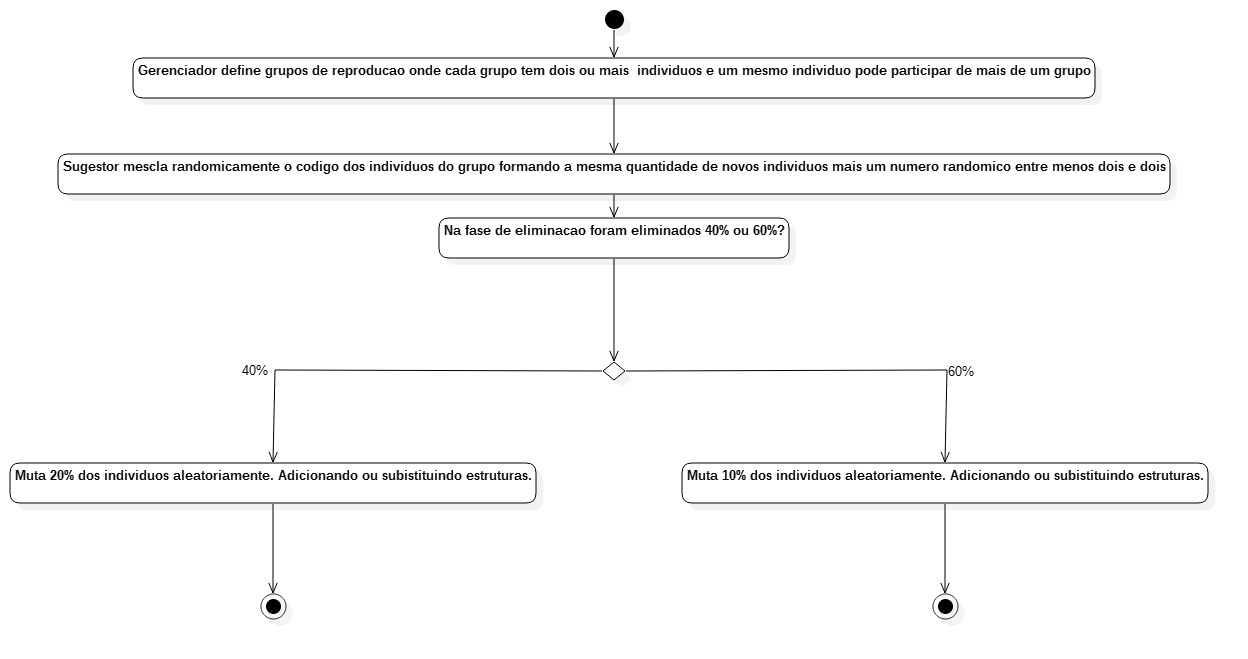 Gerenciador define grupos de reproducao onde cada grupo tem dois ou mais  individuos e um mesmo individuo pode participar de mais de um grupo
Sugestor mescla randomicamente o codigo dos individuos do grupo formando a mesma quantidade de novos individuos mais um numero randomico entre menos dois e dois
Na fase de eliminacao foram eliminados 40% ou 60%?
40%
60%
Muta 20% dos individuos aleatoriamente. Adicionando ou subistituindo estruturas.
Muta 10% dos individuos aleatoriamente. Adicionando ou subistituindo estruturas.